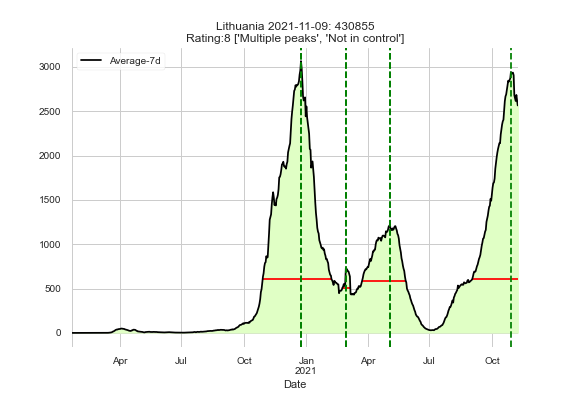 Lithuania 2021-11-09: 430855
Rating:8 ['Multiple peaks', 'Not in control']
Average-7d
3000
2500
2000
1500
1000
500
0
Apr Jul Oct Jan Apr Jul Oct
2021
Date